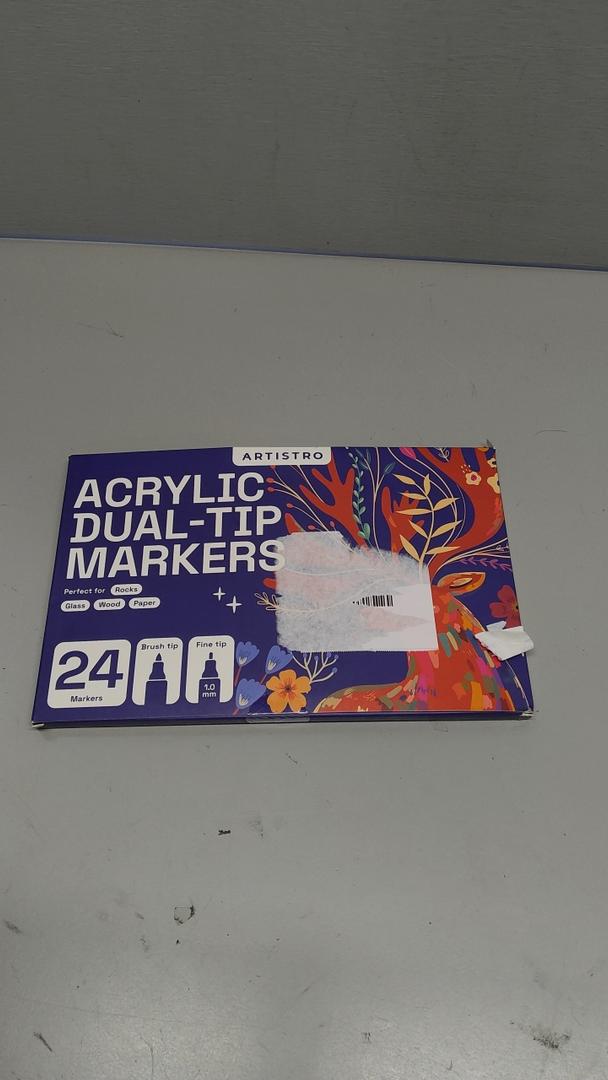 ARTISTRO
ACRYLIC
DUAL-TIP
MARKERS
Perfect for Rocks
Glass Wood Paper
24
Markers
Brush tip
Fine tip
1.0
mm